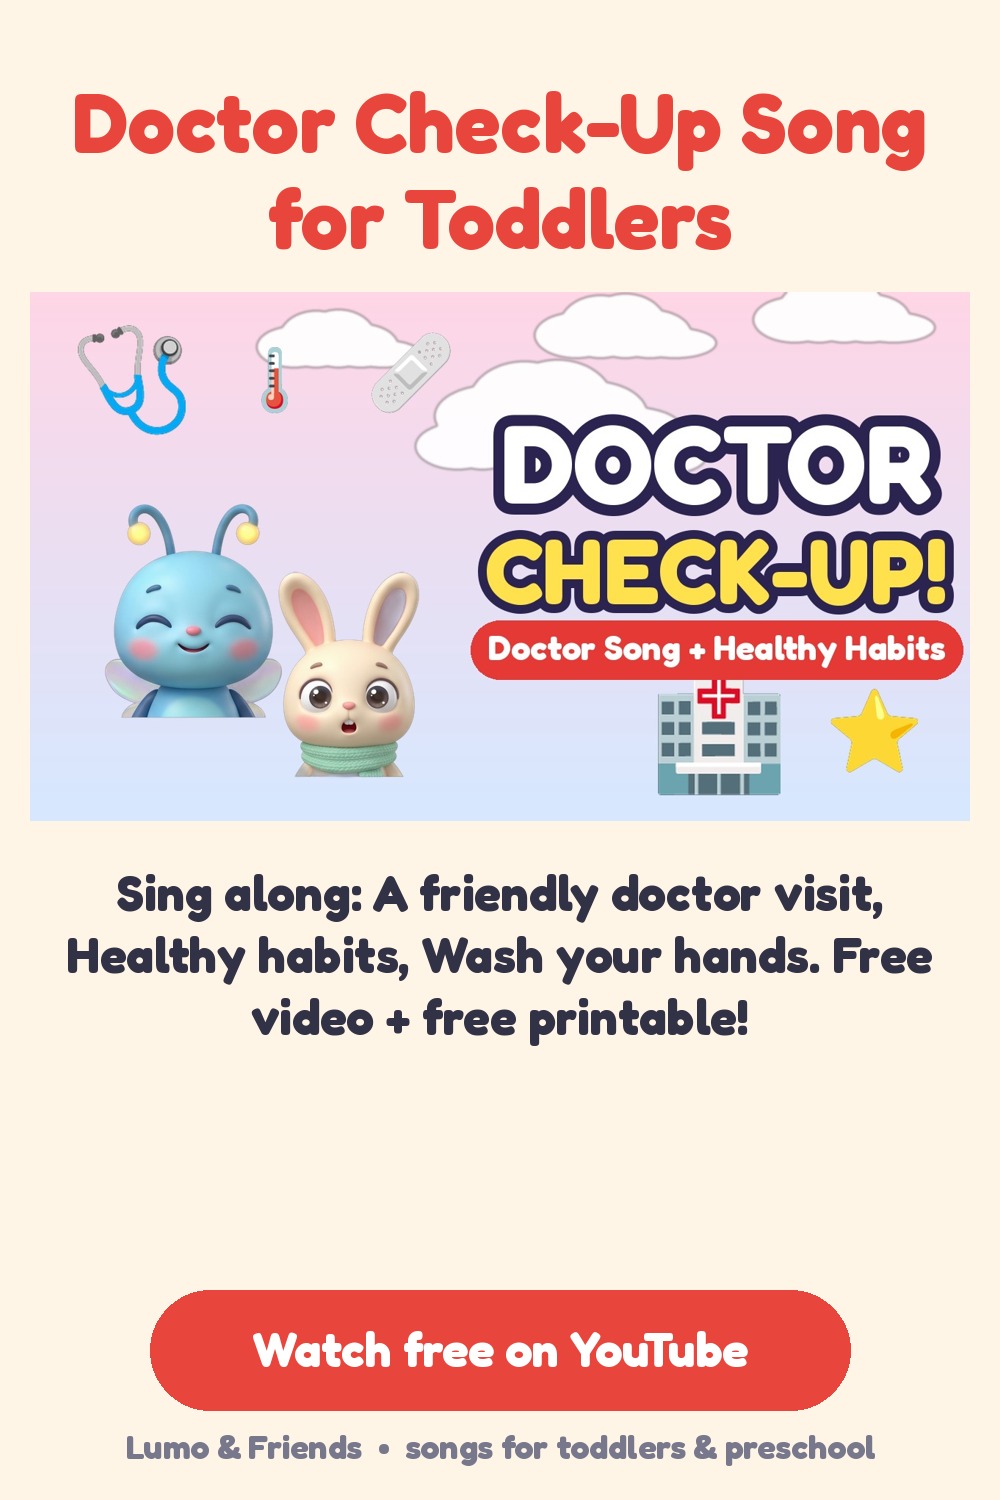 Doctor Check-Up Song
for Toddlers
DOCTOR
CHECK-UP!
Doctor Song + Healthy Habits
Sing along: A friendly doctor visit,
Healthy habits, Wash your hands. Free
video + free printable!
Watch free on YouTube
Lumo & Friends • songs for toddlers & preschool